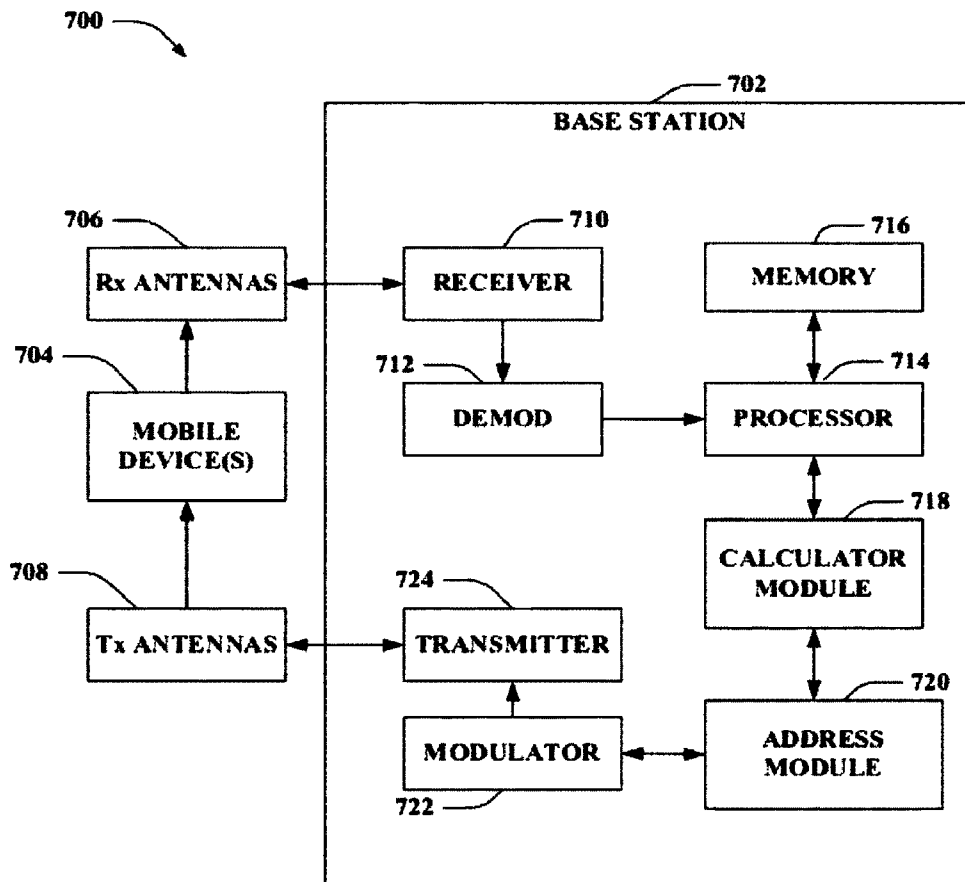 700
702
BASE STATION
706
710
716
Rx ANTENNAS
RECEIVER
MEMORY
704
712
714
MOBILE
DEVICE(S)
DEMOD
PROCESSOR
718
708
724
CALCULATOR
MODULE
Tx ANTENNAS
TRANSMITTER
720
MODULATOR
ADDRESS
MODULE
722